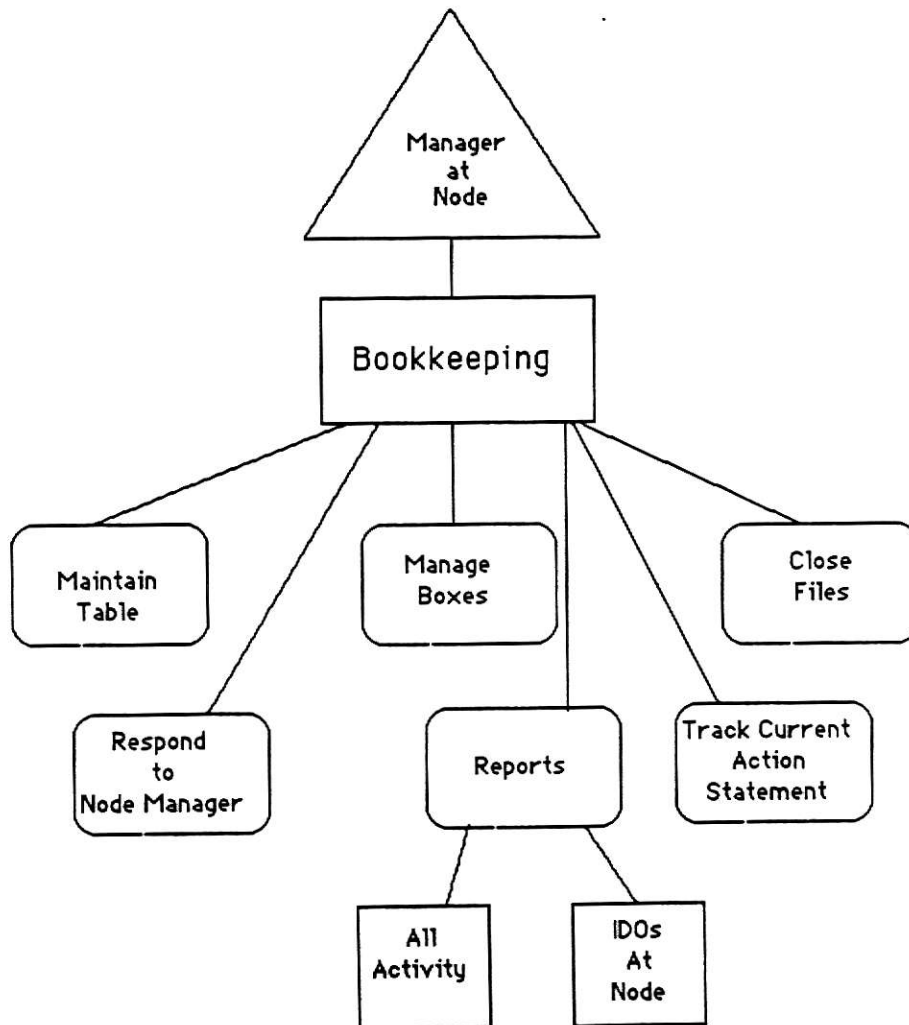 Manager
at
Node
Bookkeeping
Maintain
Table
Manage
Boxes
Close
Files
Respond
to
Node Manager
Reports
Track Current
Action
Statement
All
Activity
IDOs
At
Node